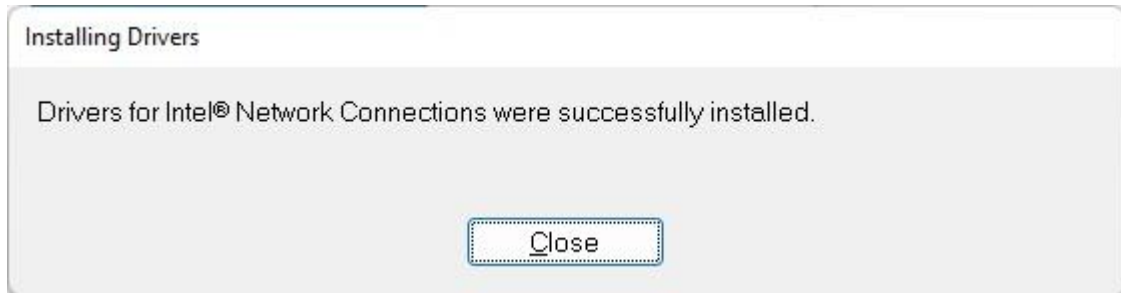 Installing Drivers
Drivers for Intel® Network Connections were successfully installed.
Close